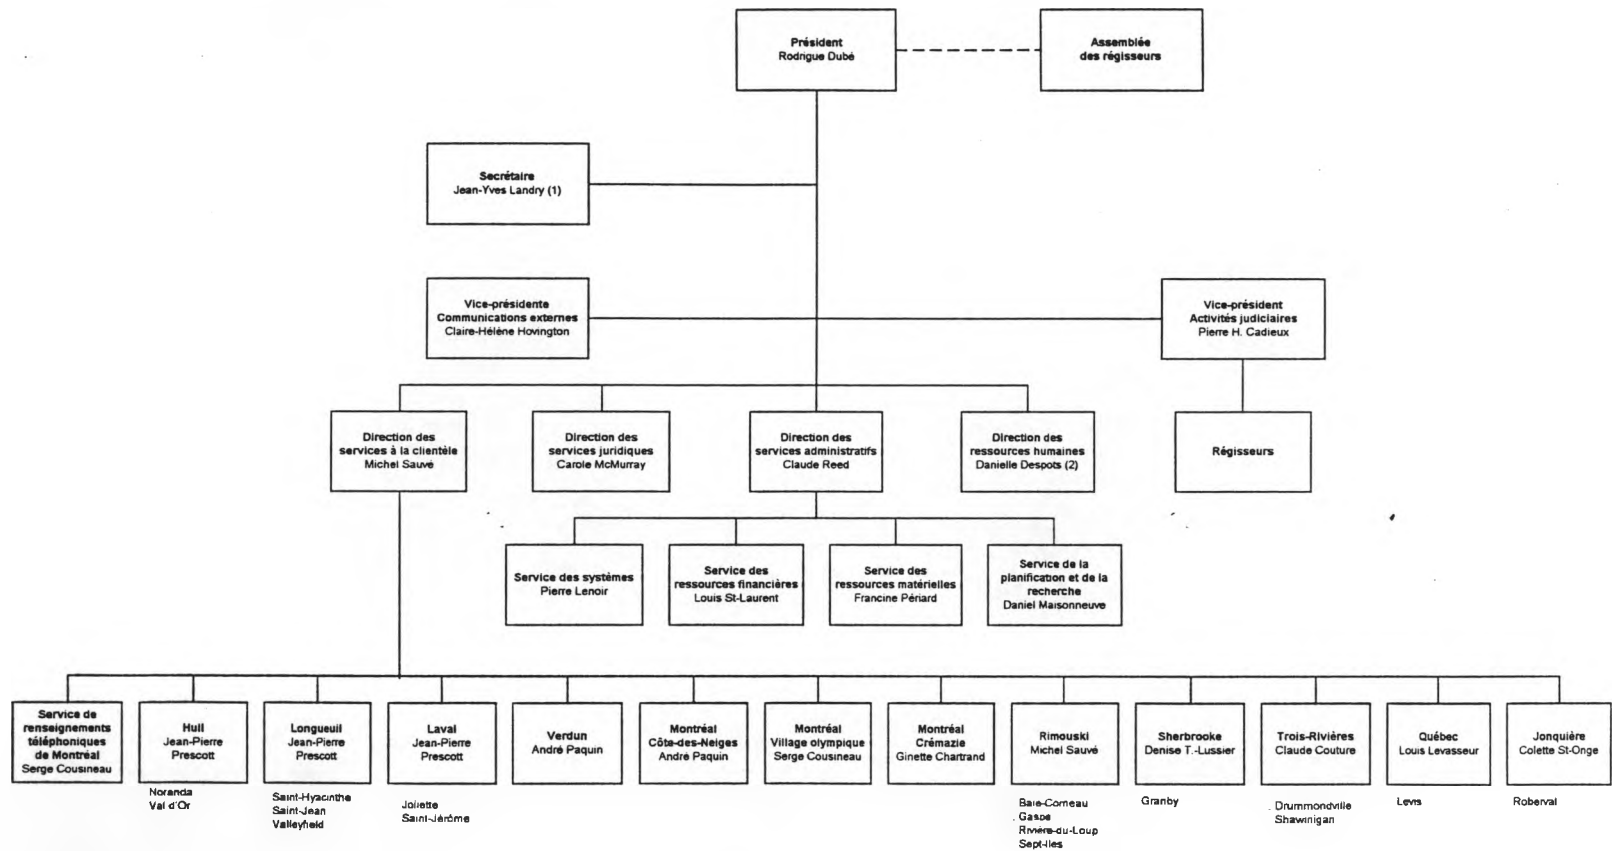 Président
Rodrigue Dubé
Assemblée
des régisseurs
Secrétaire
Jean-Yves Landry (1)
Vice-présidente
Communications externes
Claire-Hélène Hovington
Vice-président
Activités judiciaires
Pierre H. Cadieux
Direction des
services à la clientèle
Michel Sauvé
Direction des
services juridiques
Carole McMurray
Direction des
services administratifs
Claude Reed
Direction des
ressources humaines
Danielle Despots (2)
Régisseurs
Service des systèmes
Pierre Lenoir
Service des
ressources financières
Louis St-Laurent
Service des
ressources matérielles
Francine Périard
Service de la
planification et de la
recherche
Daniel Maisonneuve
Service de
renseignements
téléphoniques
de Montréal
Serge Cousineau
Hull
Jean-Pierre
Prescott
Noranda
Val d'Or
Longueuil
Jean-Pierre
Prescott
Saint-Hyacinthe
Saint-Jean
Valleyfield
Laval
Jean-Pierre
Prescott
Joliette
Saint-Jérôme
Verdun
André Paquin
Montréal
Côte-des-Neiges
André Paquin
Montréal
Village olympique
Serge Cousineau
Montréal
Crémazie
Ginette Chartrand
Rimouski
Michel Sauvé
Baie-Comeau
Gaspé
Rivière-du-Loup
Sept-Iles
Sherbrooke
Denise T.-Lussier
Granby
Trois-Rivières
Claude Couture
Drummondville
Shawinigan
Québec
Louis Levasseur
Levis
Jonquière
Colette St-Onge
Roberval